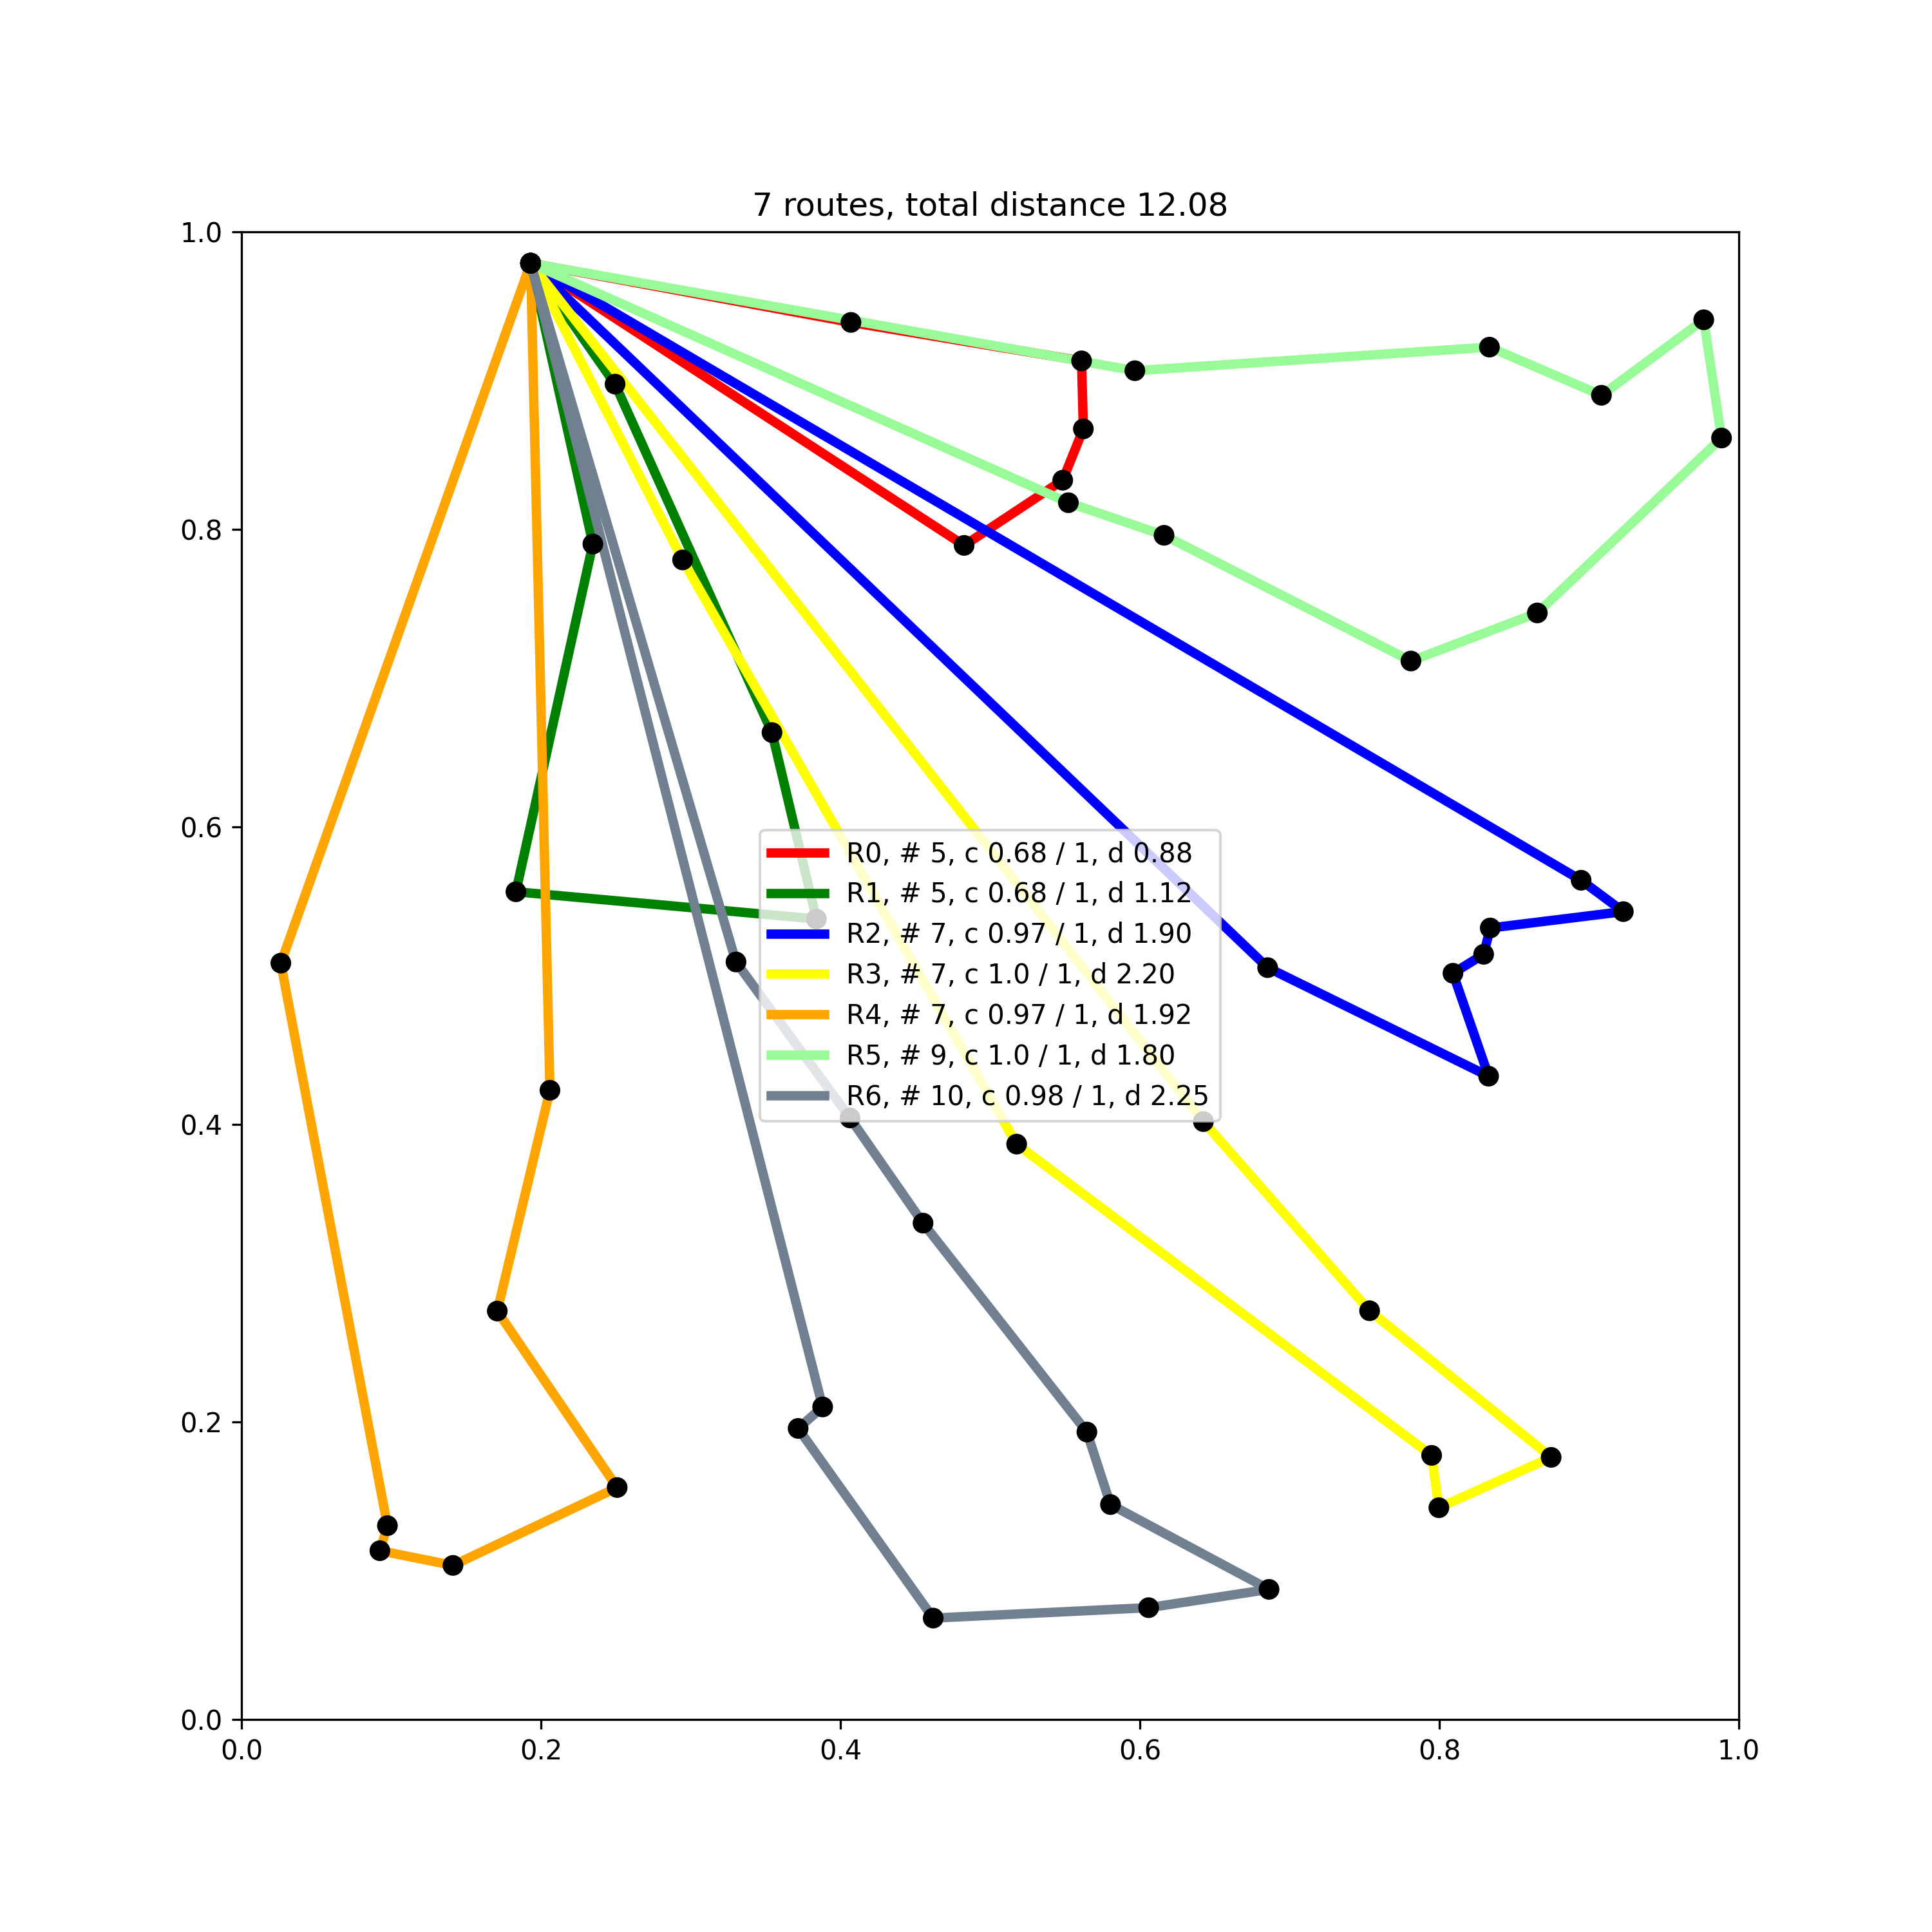 7 routes, total distance 12.08
1.0
0.8
0.6
0.4
0.2
0.0
R0, # 5, c 0.68 / 1, d 0.88
R1, # 5, c 0.68 / 1, d 1.12
R2, # 7, c 0.97 / 1, d 1.90
R3, # 7, c 1.0 / 1, d 2.20
R4, # 7, c 0.97 / 1, d 1.92
R5, # 9, c 1.0 / 1, d 1.80
R6, # 10, c 0.98 / 1, d 2.25
0.0 0.2 0.4 0.6 0.8 1.0